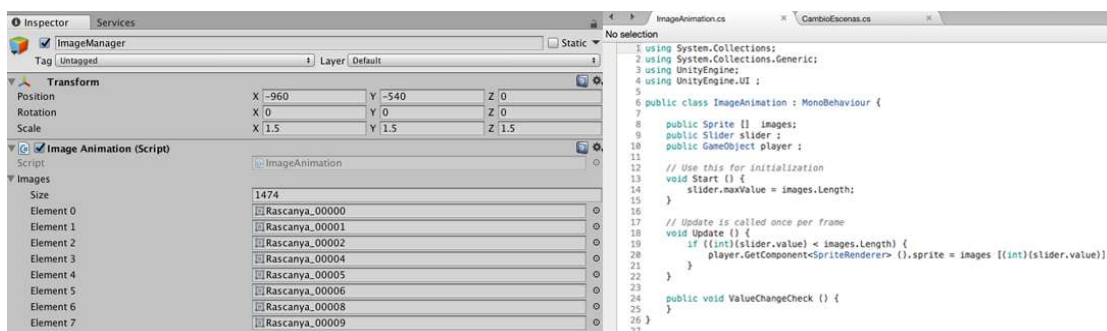 Inspector Services
ImageManager Static
Tag Untagged Layer Default
Transform
Position X -960 Y -540 Z 0
Rotation X 0 Y 0 Z 0
Scale X 1.5 Y 1.5 Z 1.5
Image Animation (Script)
Script ImageAnimation
Images
Size 1474
Element 0 Rascanya_00000
Element 1 Rascanya_00001
Element 2 Rascanya_00002
Element 3 Rascanya_00004
Element 4 Rascanya_00005
Element 5 Rascanya_00006
Element 6 Rascanya_00008
Element 7 Rascanya_00009
ImageAnimation.cs CambioEscenas.cs
No selection
1 using System.Collections;
2 using System.Collections.Generic;
3 using UnityEngine;
4 using UnityEngine.UI ;
5
6 public class ImageAnimation : MonoBehaviour {
7
8 public Sprite [] images;
9 public Slider slider ;
10 public GameObject player ;
11
12 // Use this for initialization
13 void Start () {
14 slider.maxValue = images.Length;
15 }
16
17 // Update is called once per frame
18 void Update () {
19 if ((int)(slider.value) < images.Length) {
20 player.GetComponent<SpriteRenderer> ().sprite = images [(int)(slider.value)]
21 }
22 }
23
24 public void ValueChangeCheck () {
25 }
26 }
27